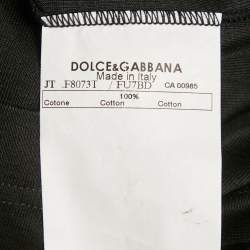 DOLCE&GABBANA
Made in Italy
JT .F8073T / FU7BD CA 00985
100%
Cotone Cotton Cotton